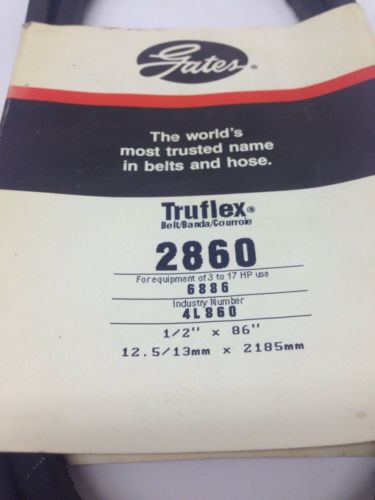 Gates®
The world's
most trusted name
in belts and hose.
Truflex®
Belt/Banda/Courroie
2860
For equipment of 3 to 17 HP use
6886
Industry Number
4L860
1/2" x 86"
12.5/13mm x 2185mm